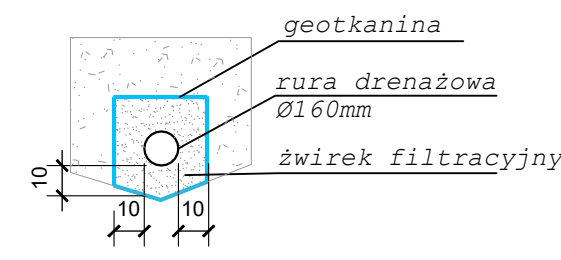 geotkanina
rura drenażowa
Ø160mm
żwirek filtracyjny
10
10
10